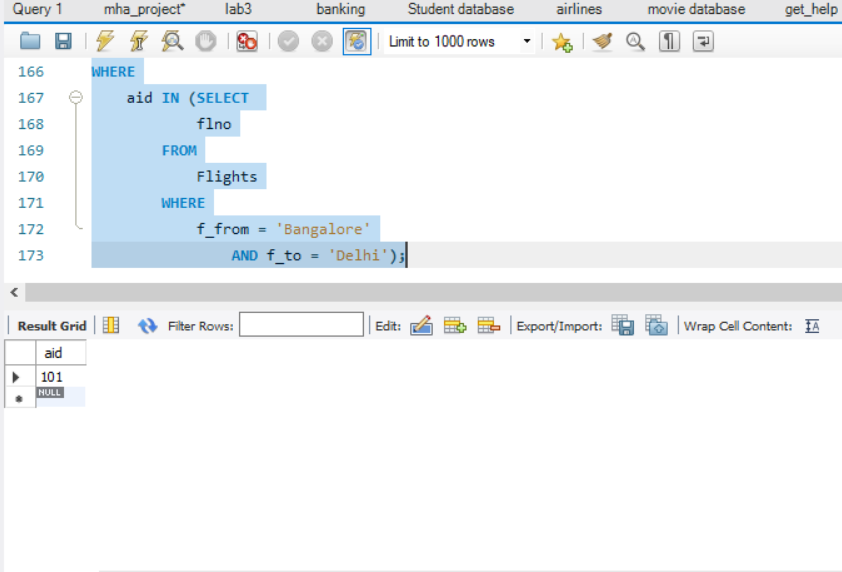 Query 1 mha_project* lab3 banking Student database airlines movie database get_help
Limit to 1000 rows
166 WHERE
167 aid IN (SELECT
168 flno
169 FROM
170 Flights
171 WHERE
172 f_from = 'Bangalore'
173 AND f_to = 'Delhi');
Result Grid Filter Rows: Edit: Export/Import: Wrap Cell Content: IA
aid
101
NULL